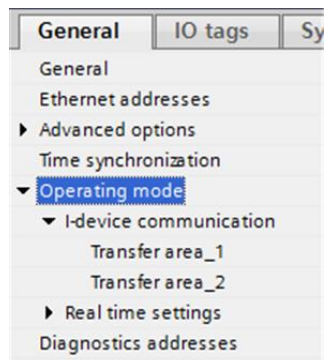 General IO tags Sy
General
Ethernet addresses
Advanced options
Time synchronization
Operating mode
I-device communication
Transfer area_1
Transfer area_2
Real time settings
Diagnostics addresses